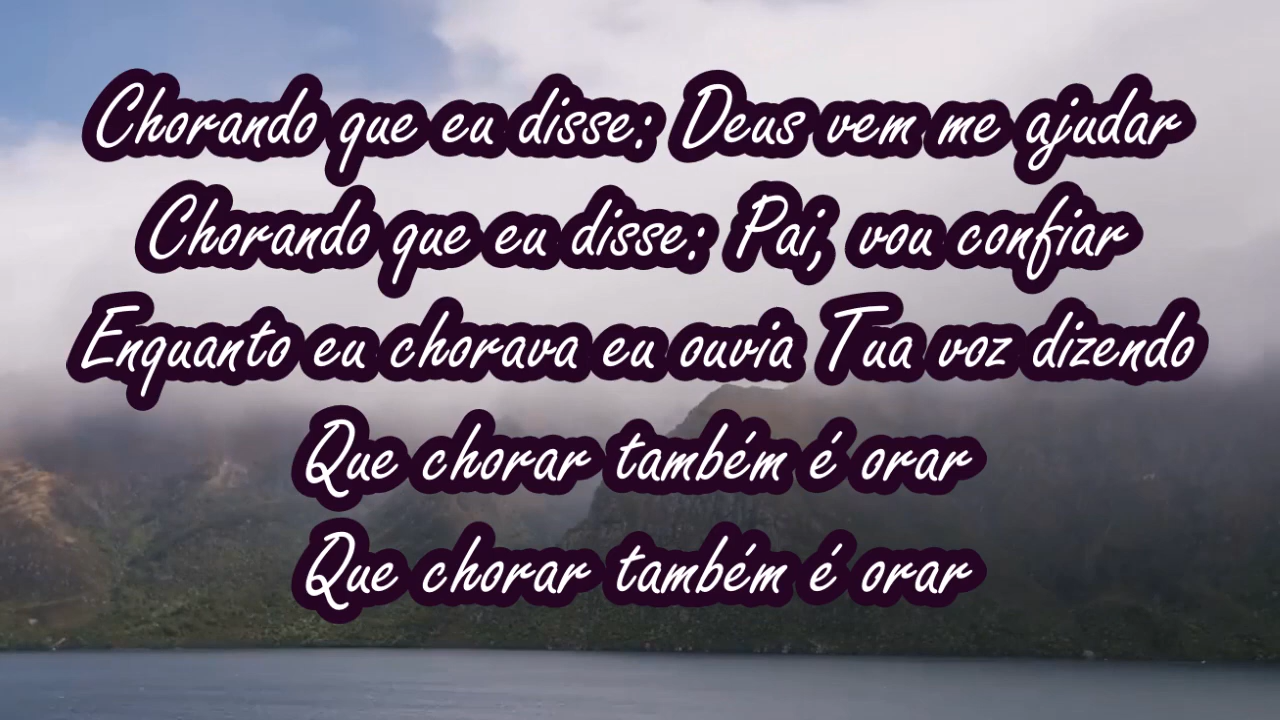 Chorando que eu disse: Deus vem me ajudar
Chorando que eu disse: Pai, vou confiar
Enquanto eu chorava eu ouvia Tua voz dizendo
Que chorar também é orar
Que chorar também é orar